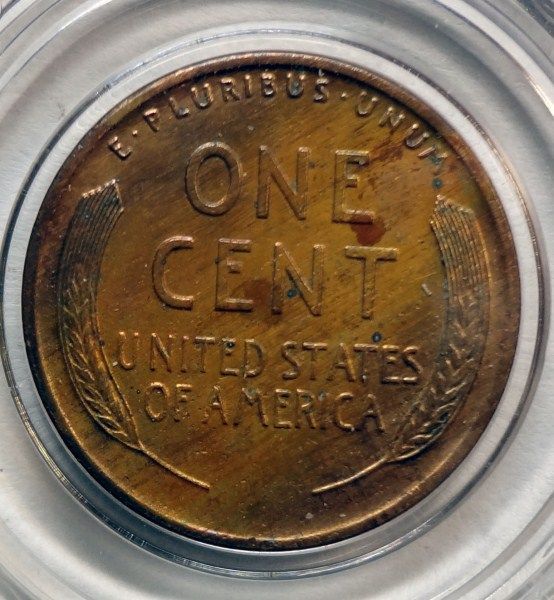 E·PLURIBUS·UNUM
ONE
CENT
UNITED STATES
OF AMERICA